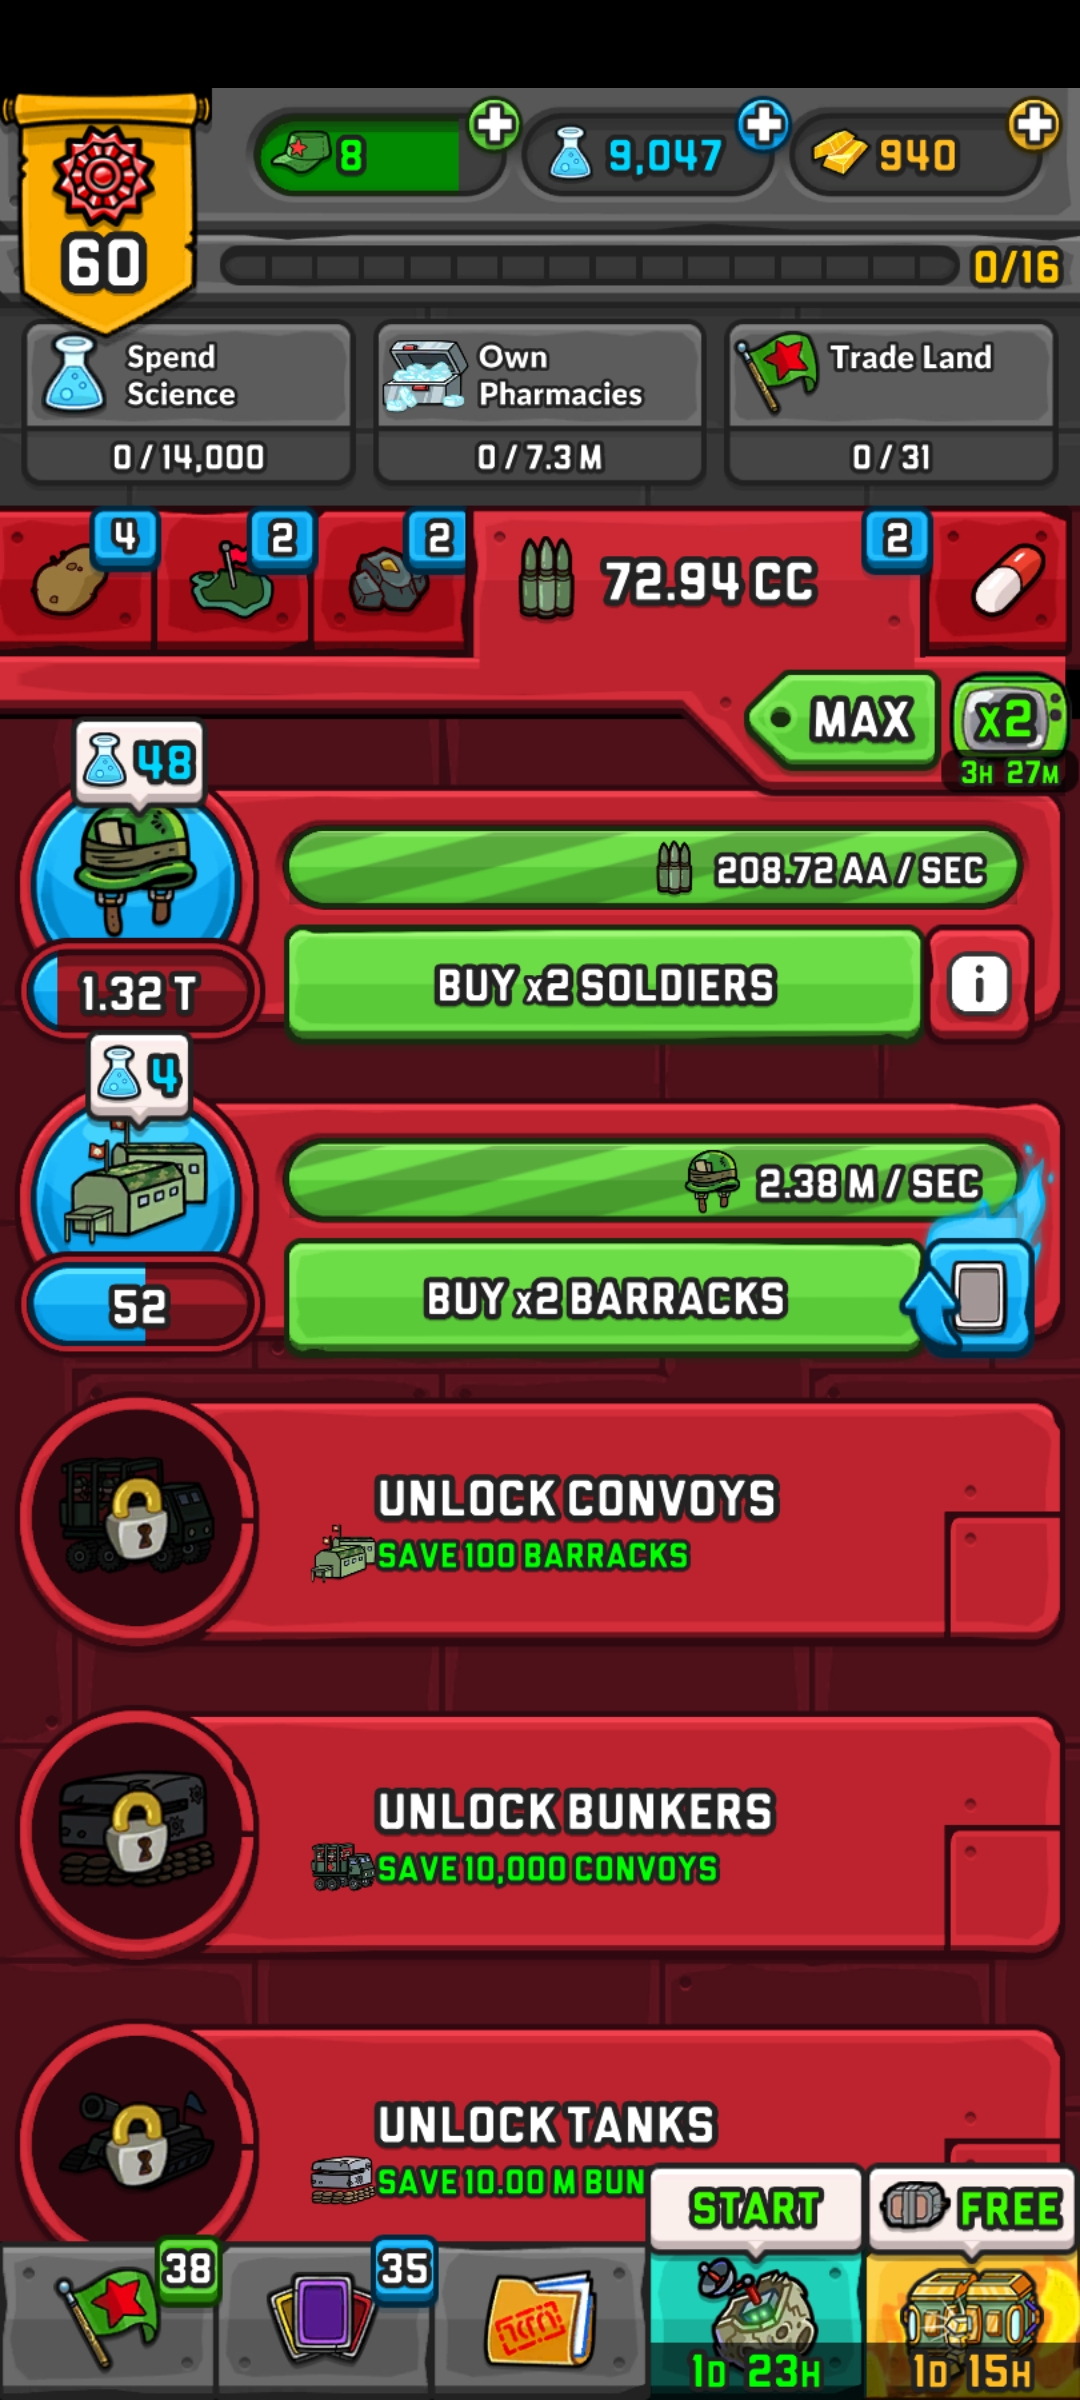 8
9,047
940
60
0/16
Spend
Science
0/14,000
Own
Pharmacies
0/7.3 M
Trade Land
0/31
4
2
2
72.94 CC
2
MAX
x2
3H 27M
48
208.72 AA / SEC
1.32 T
BUY x2 SOLDIERS
i
4
2.38 M / SEC
52
BUY x2 BARRACKS
UNLOCK CONVOYS
SAVE 100 BARRACKS
UNLOCK BUNKERS
SAVE 10,000 CONVOYS
UNLOCK TANKS
SAVE 10.00 M BUN
START
FREE
38
35
1D 23H
1D 15H